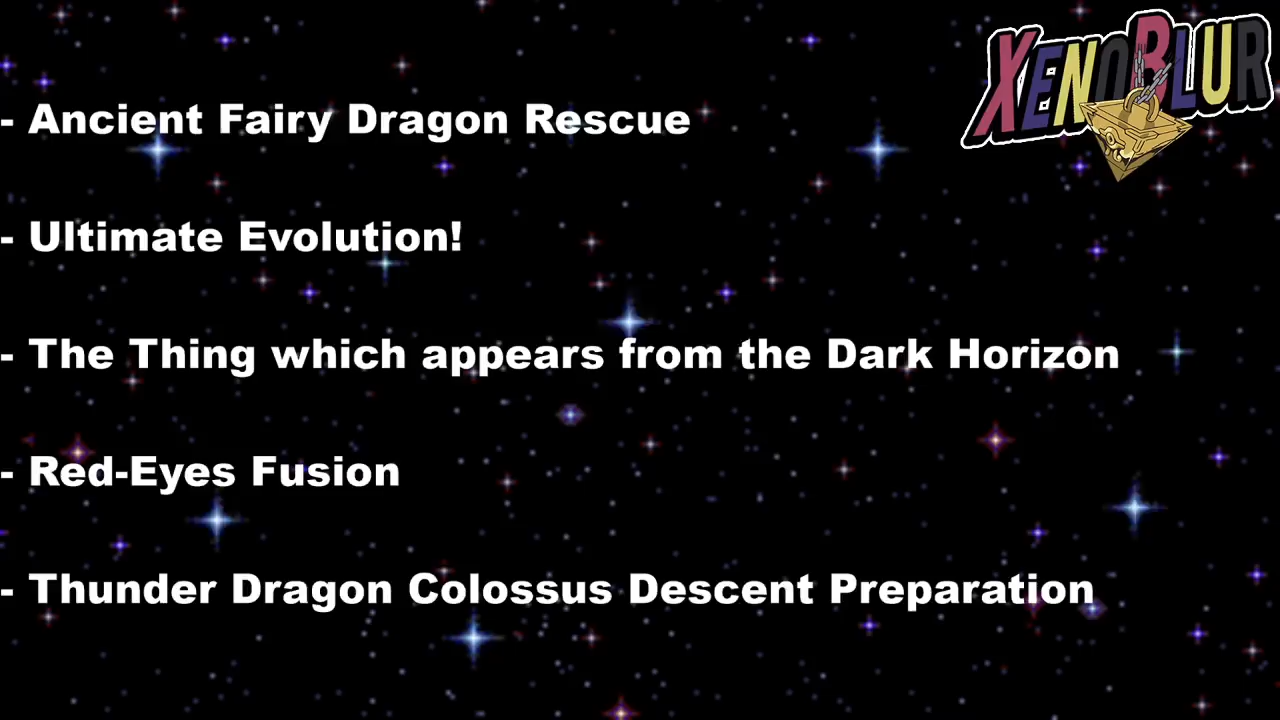 XENOBLUR
- Ancient Fairy Dragon Rescue
- Ultimate Evolution!
- The Thing which appears from the Dark Horizon
- Red-Eyes Fusion
- Thunder Dragon Colossus Descent Preparation